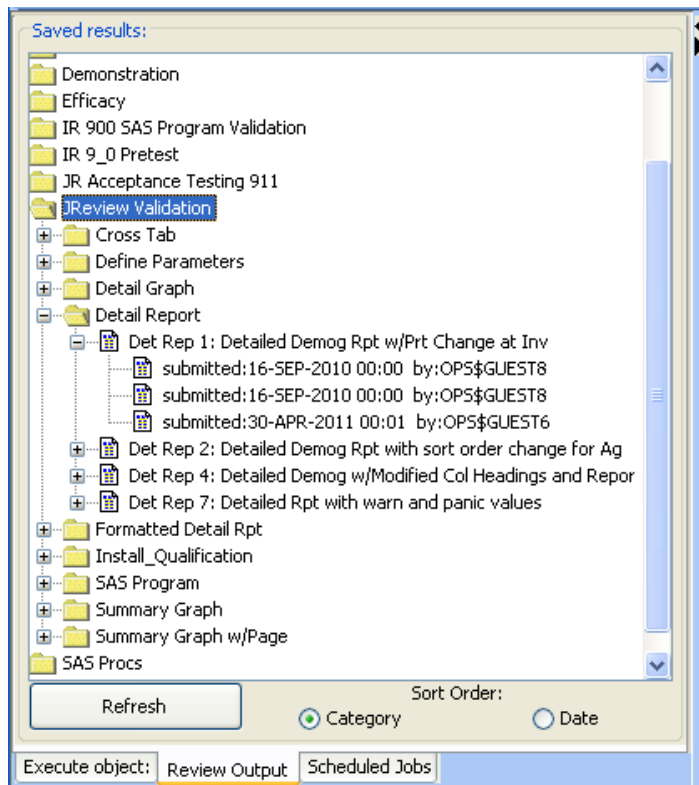 Saved results:
Demonstration
Efficacy
IR 900 SAS Program Validation
IR 9_0 Pretest
JR Acceptance Testing 911
JReview Validation
Cross Tab
Define Parameters
Detail Graph
Detail Report
Det Rep 1: Detailed Demog Rpt w/Prt Change at Inv
submitted:16-SEP-2010 00:00 by:OPS$GUEST8
submitted:16-SEP-2010 00:00 by:OPS$GUEST8
submitted:30-APR-2011 00:01 by:OPS$GUEST6
Det Rep 2: Detailed Demog Rpt with sort order change for Ag
Det Rep 4: Detailed Demog w/Modified Col Headings and Repor
Det Rep 7: Detailed Rpt with warn and panic values
Formatted Detail Rpt
Install_Qualification
SAS Program
Summary Graph
Summary Graph w/Page
SAS Procs
Refresh
Sort Order:
Category Date
Execute object: Review Output Scheduled Jobs